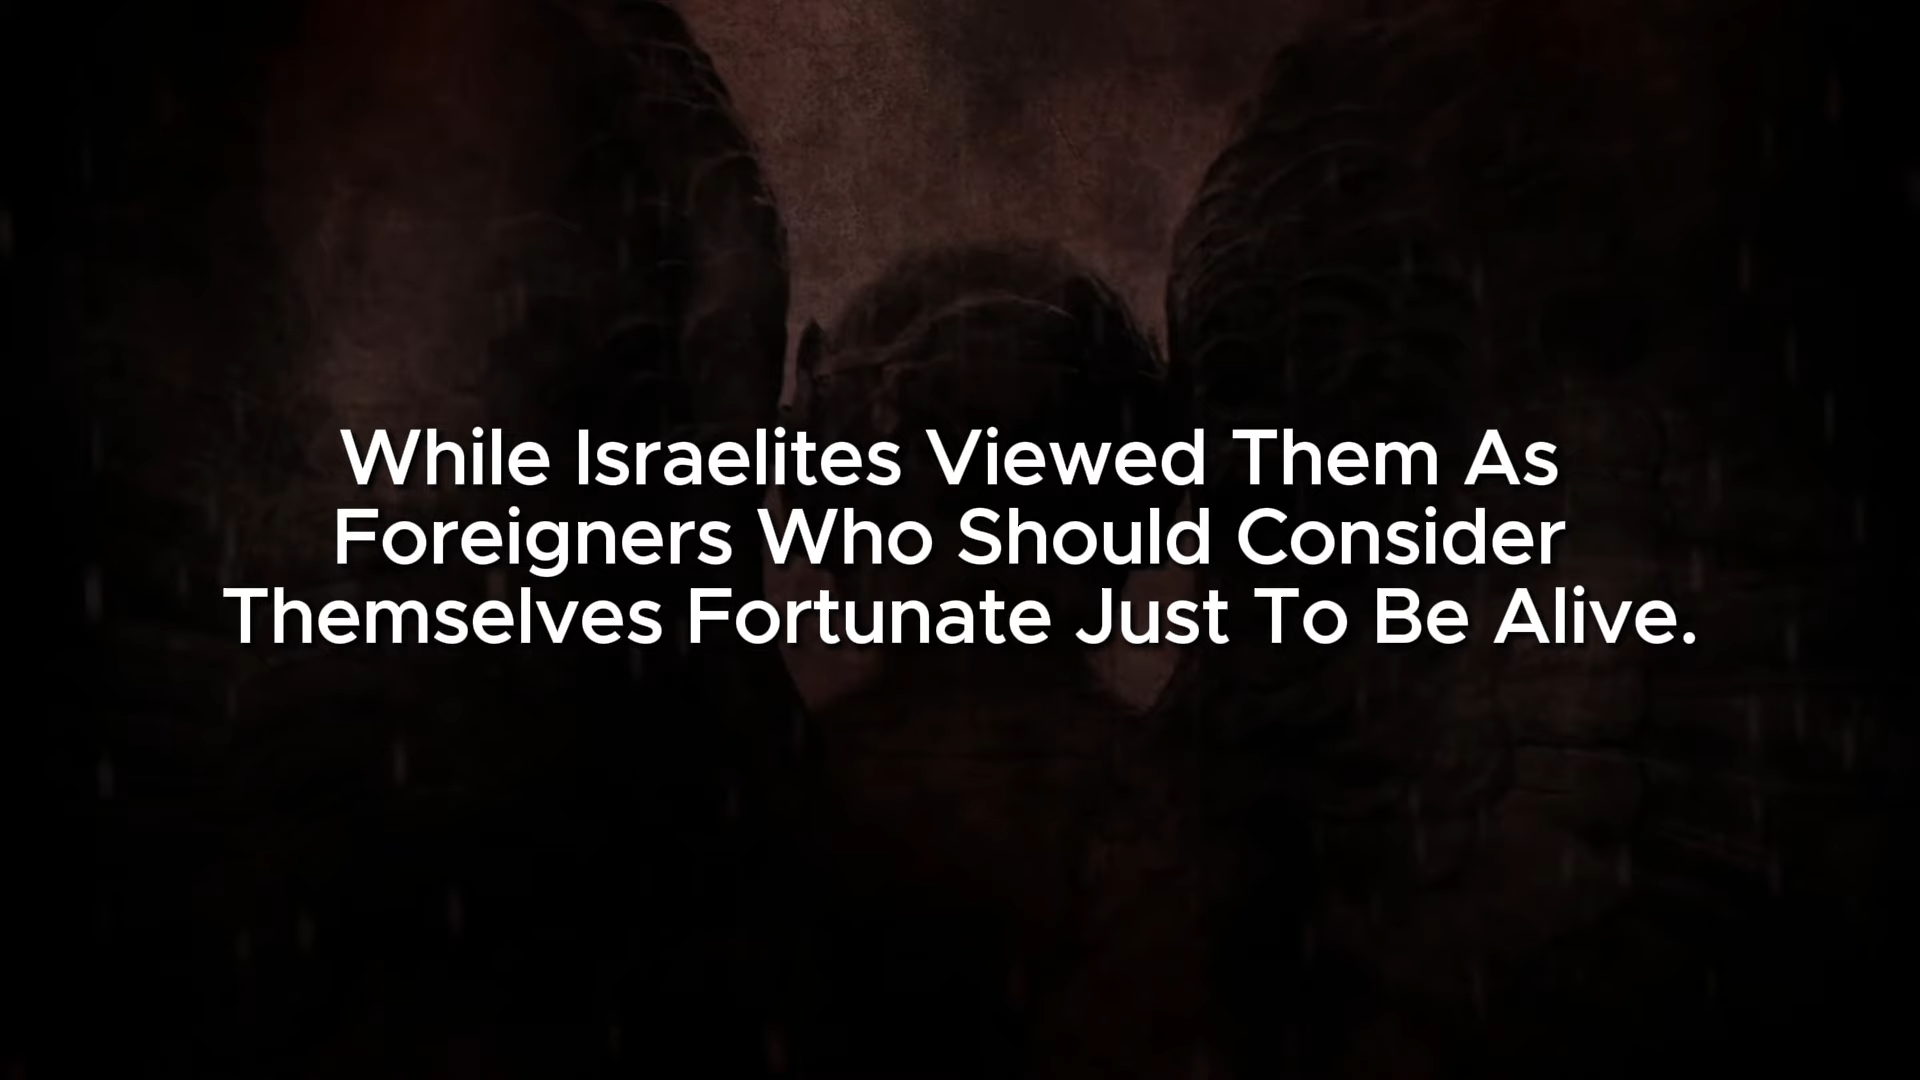 While Israelites Viewed Them As
Foreigners Who Should Consider
Themselves Fortunate Just To Be Alive.